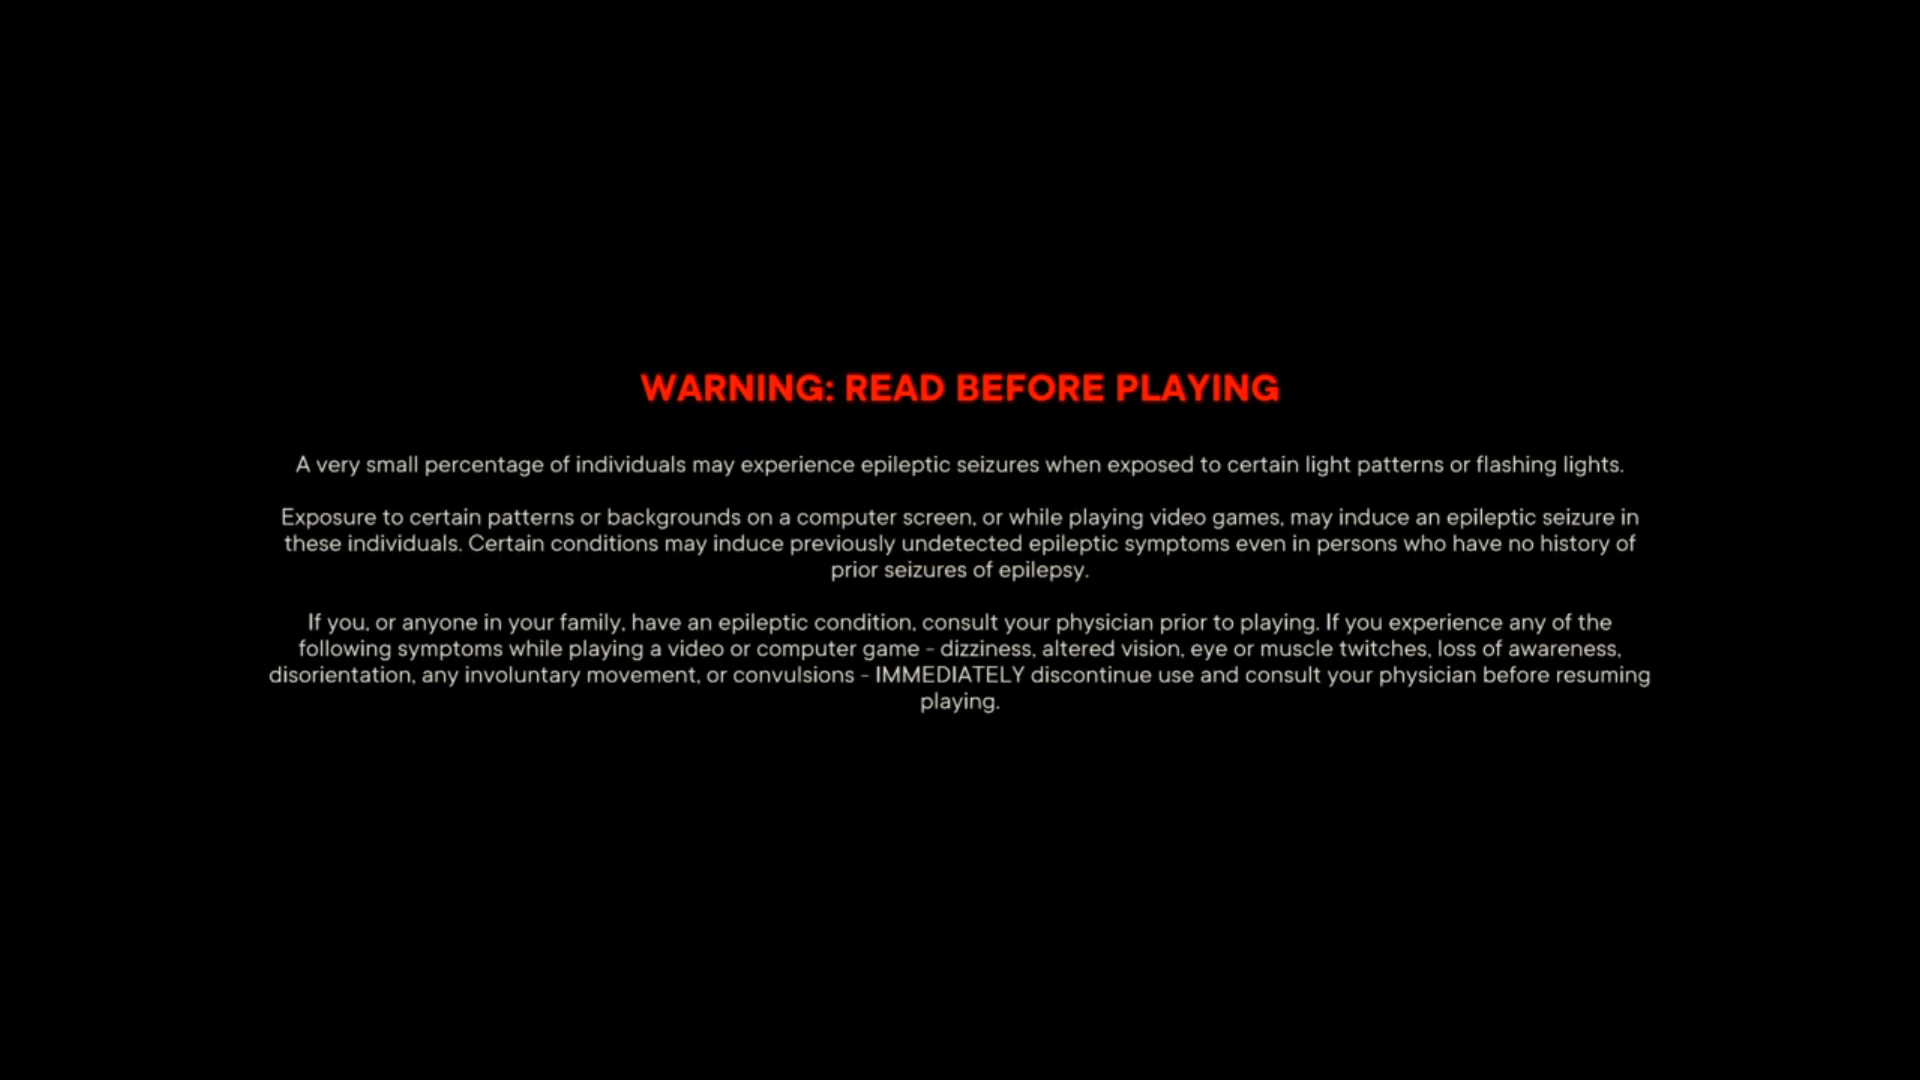 WARNING: READ BEFORE PLAYING
A very small percentage of individuals may experience epileptic seizures when exposed to certain light patterns or flashing lights.
Exposure to certain patterns or backgrounds on a computer screen, or while playing video games, may induce an epileptic seizure in
these individuals. Certain conditions may induce previously undetected epileptic symptoms even in persons who have no history of
prior seizures of epilepsy.
If you, or anyone in your family, have an epileptic condition, consult your physician prior to playing. If you experience any of the
following symptoms while playing a video or computer game - dizziness, altered vision, eye or muscle twitches, loss of awareness,
disorientation, any involuntary movement, or convulsions - IMMEDIATELY discontinue use and consult your physician before resuming
playing.